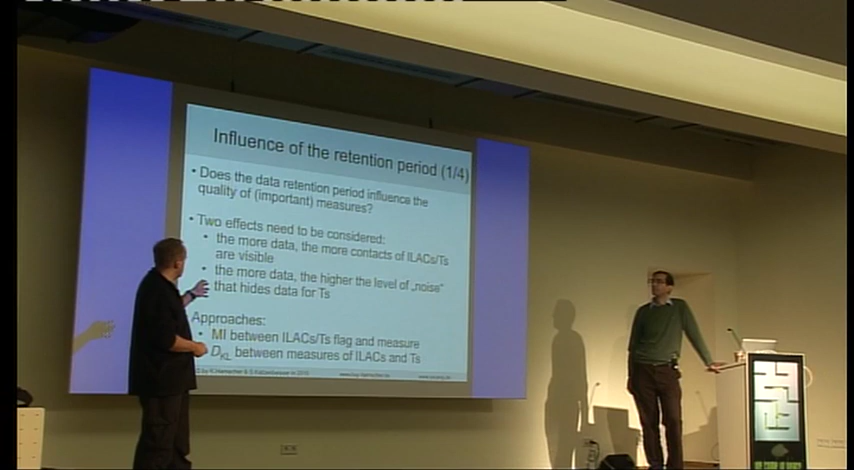 Influence of the retention period (1/4)
• Does the data retention period influence the
quality of (important) measures?
• Two effects need to be considered:
• the more data, the more contacts of ILACs/Ts
are visible
• the more data, the higher the level of „noise“
that hides data for Ts
Approaches:
• MI between ILACs/Ts flag and measure
• DKL between measures of ILACs and Ts